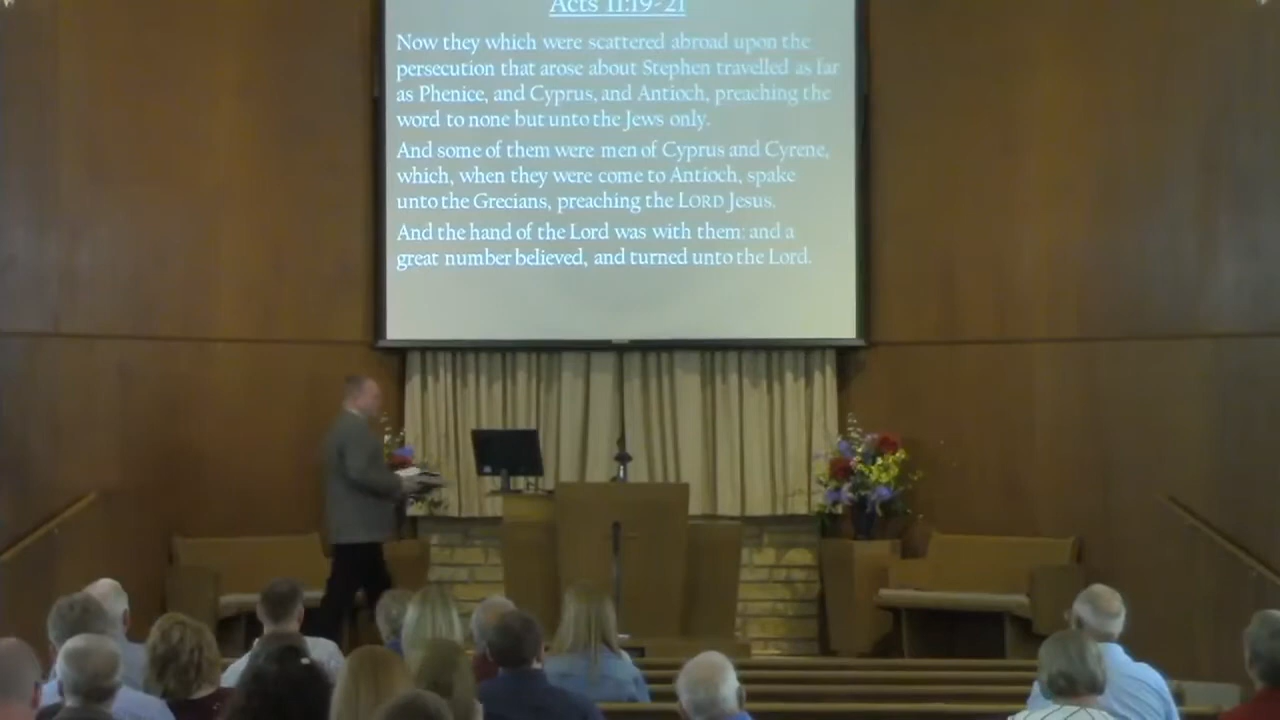 Acts 11:19-21
Now they which were scattered abroad upon the
persecution that arose about Stephen travelled as far
as Phenice, and Cyprus, and Antioch, preaching the
word to none but unto the Jews only.
And some of them were men of Cyprus and Cyrene,
which, when they were come to Antioch, spake
unto the Grecians, preaching the LORD Jesus.
And the hand of the Lord was with them: and a
great number believed, and turned unto the Lord.